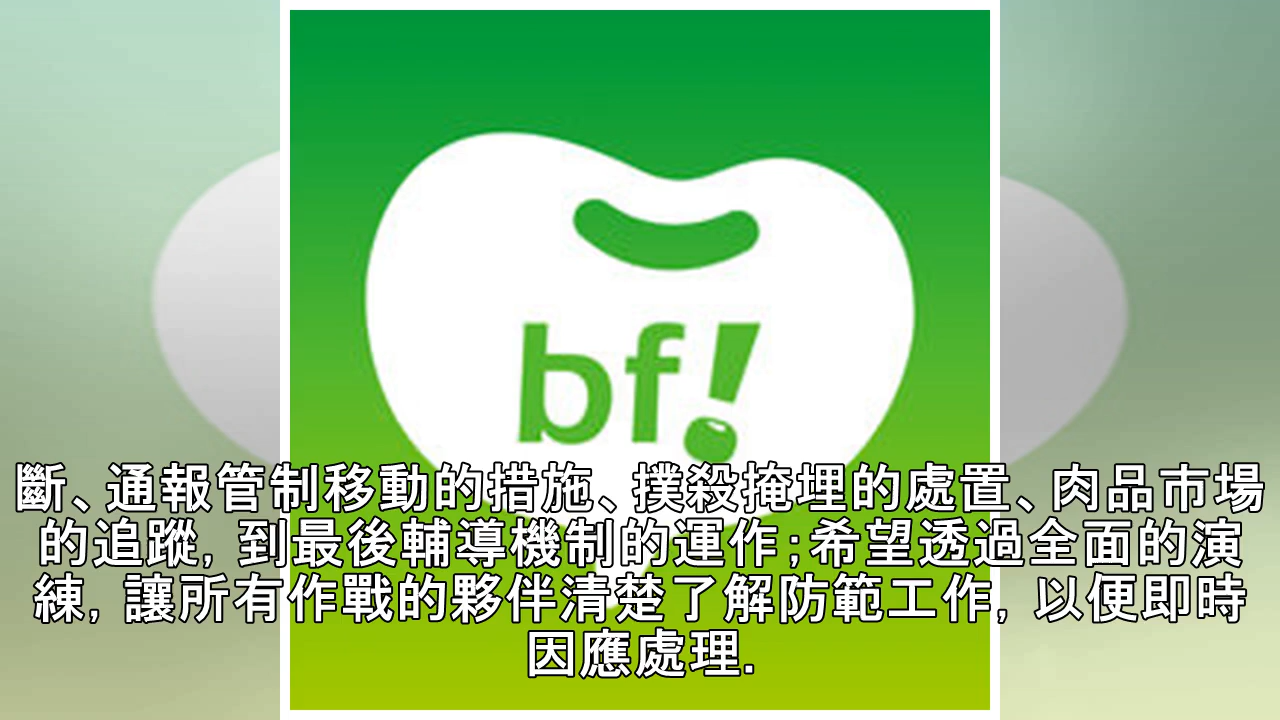 bf!
斷、通報管制移動的措施、撲殺掩埋的處置、肉品市場
的追蹤, 到最後輔導機制的運作;希望透過全面的演
練, 讓所有作戰的夥伴清楚了解防範工作, 以便即時
因應處理.